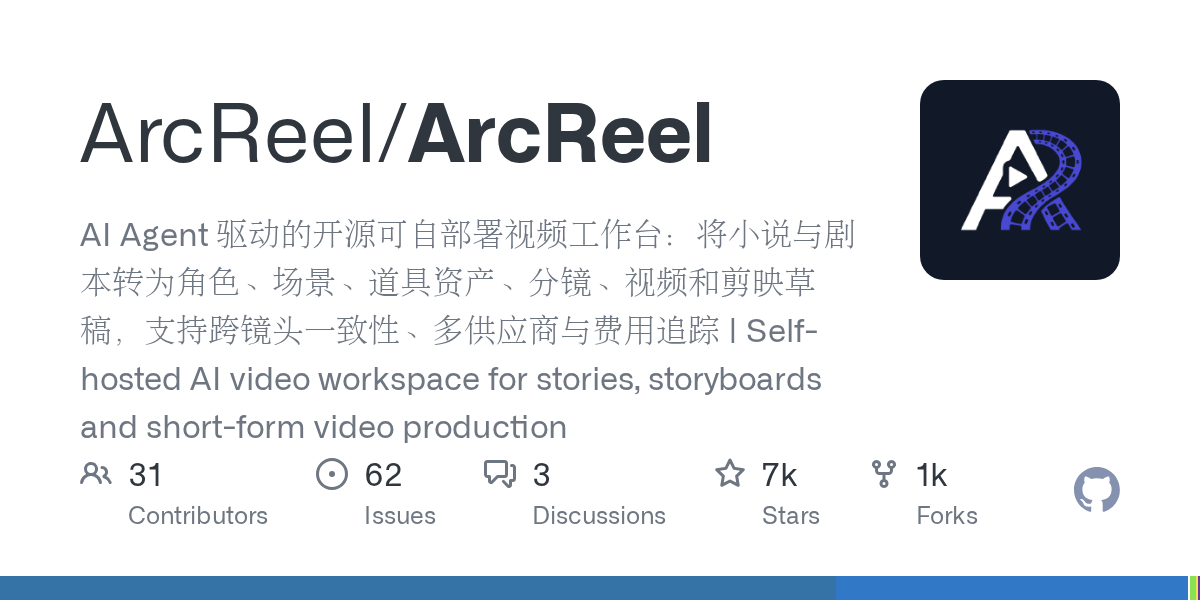 ArcReel/ArcReel
AI Agent 驱动的开源可自部署视频工作台：将小说与剧
本转为角色、场景、道具资产、分镜、视频和剪映草
稿，支持跨镜头一致性、多供应商与费用追踪 | Self-
hosted AI video workspace for stories, storyboards
and short-form video production
31 62 3 7k 1k
Contributors Issues Discussions Stars Forks